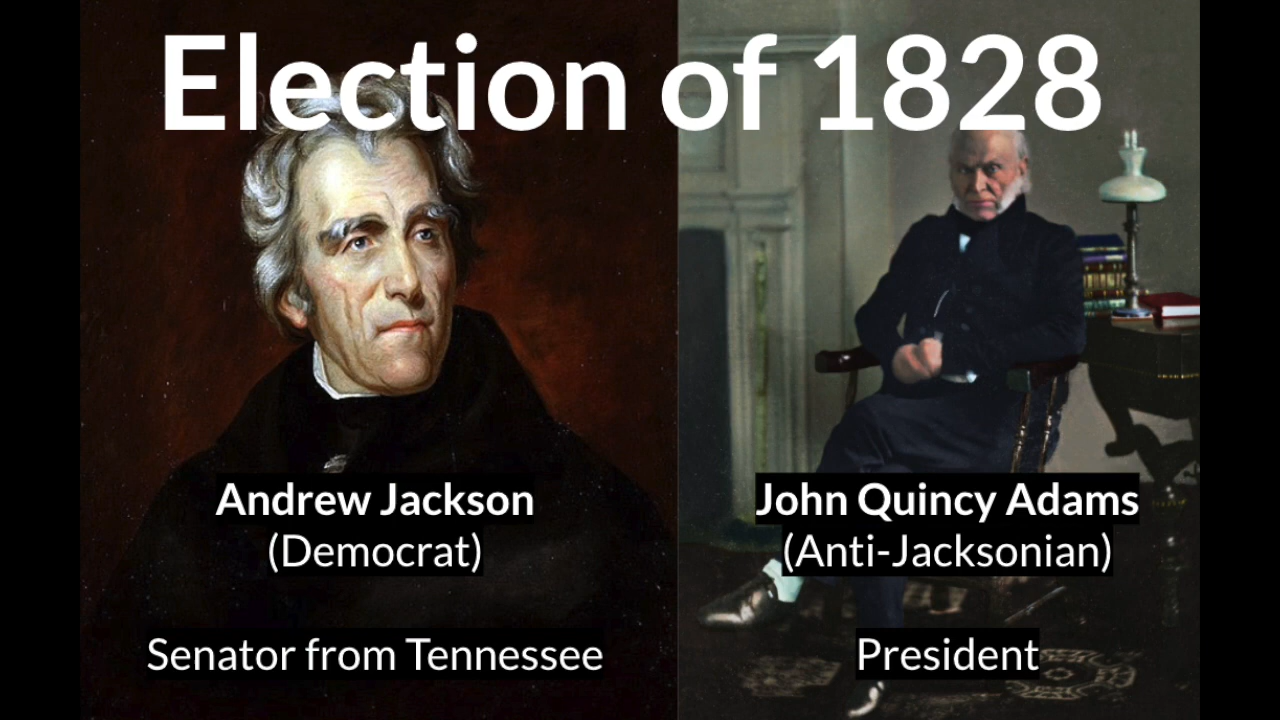 Election of 1828
Andrew Jackson
(Democrat)
Senator from Tennessee
John Quincy Adams
(Anti-Jacksonian)
President